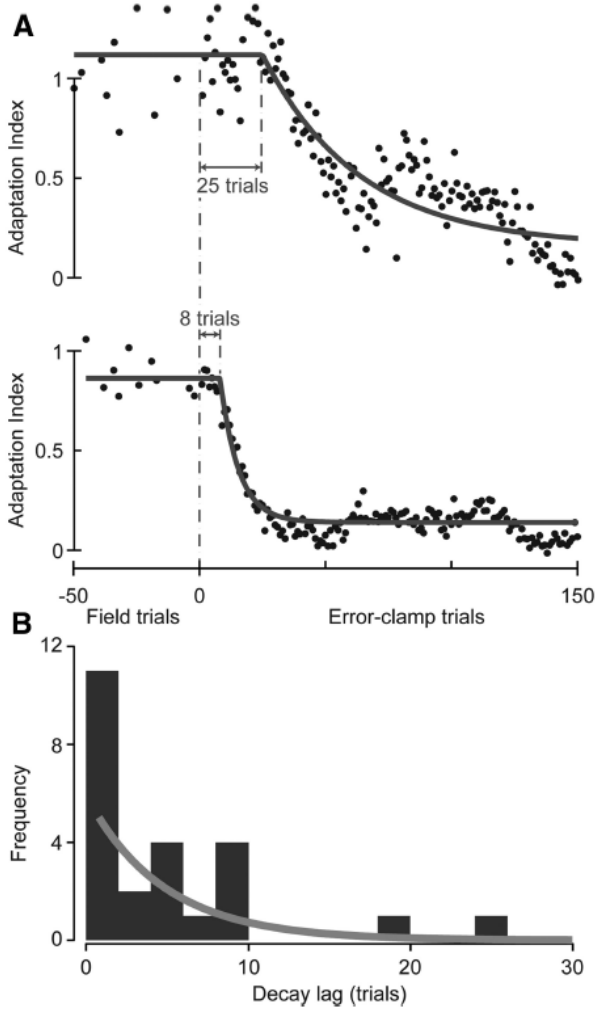 A
1
0.5
0
Adaptation Index
25 trials
8 trials
1
0.5
0
Adaptation Index
-50 0 150
Field trials Error-clamp trials
B
12
8
4
0
Frequency
0 10 20 30
Decay lag (trials)